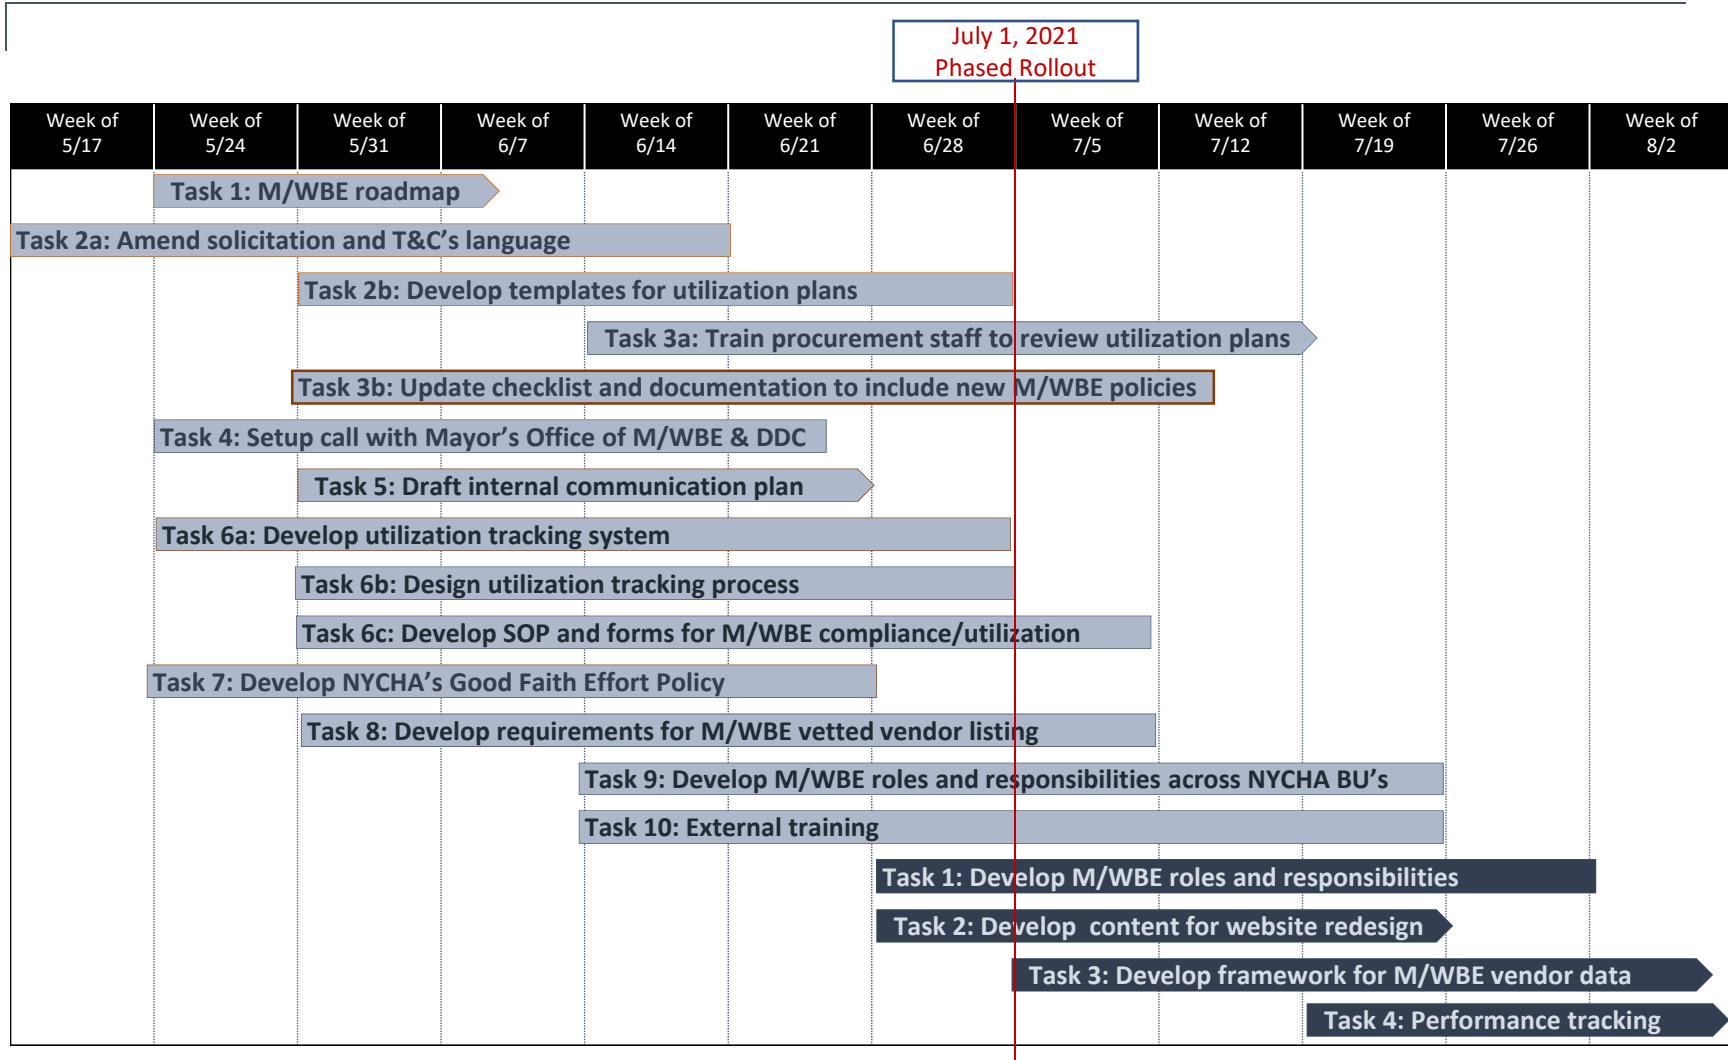 July 1, 2021
Phased Rollout
Week of 5/17
Week of 5/24
Week of 5/31
Week of 6/7
Week of 6/14
Week of 6/21
Week of 6/28
Week of 7/5
Week of 7/12
Week of 7/19
Week of 7/26
Week of 8/2
Task 1: M/WBE roadmap
Task 2a: Amend solicitation and T&C’s language
Task 2b: Develop templates for utilization plans
Task 3a: Train procurement staff to review utilization plans
Task 3b: Update checklist and documentation to include new M/WBE policies
Task 4: Setup call with Mayor’s Office of M/WBE & DDC
Task 5: Draft internal communication plan
Task 6a: Develop utilization tracking system
Task 6b: Design utilization tracking process
Task 6c: Develop SOP and forms for M/WBE compliance/utilization
Task 7: Develop NYCHA’s Good Faith Effort Policy
Task 8: Develop requirements for M/WBE vetted vendor listing
Task 9: Develop M/WBE roles and responsibilities across NYCHA BU’s
Task 10: External training
Task 1: Develop M/WBE roles and responsibilities
Task 2: Develop content for website redesign
Task 3: Develop framework for M/WBE vendor data
Task 4: Performance tracking